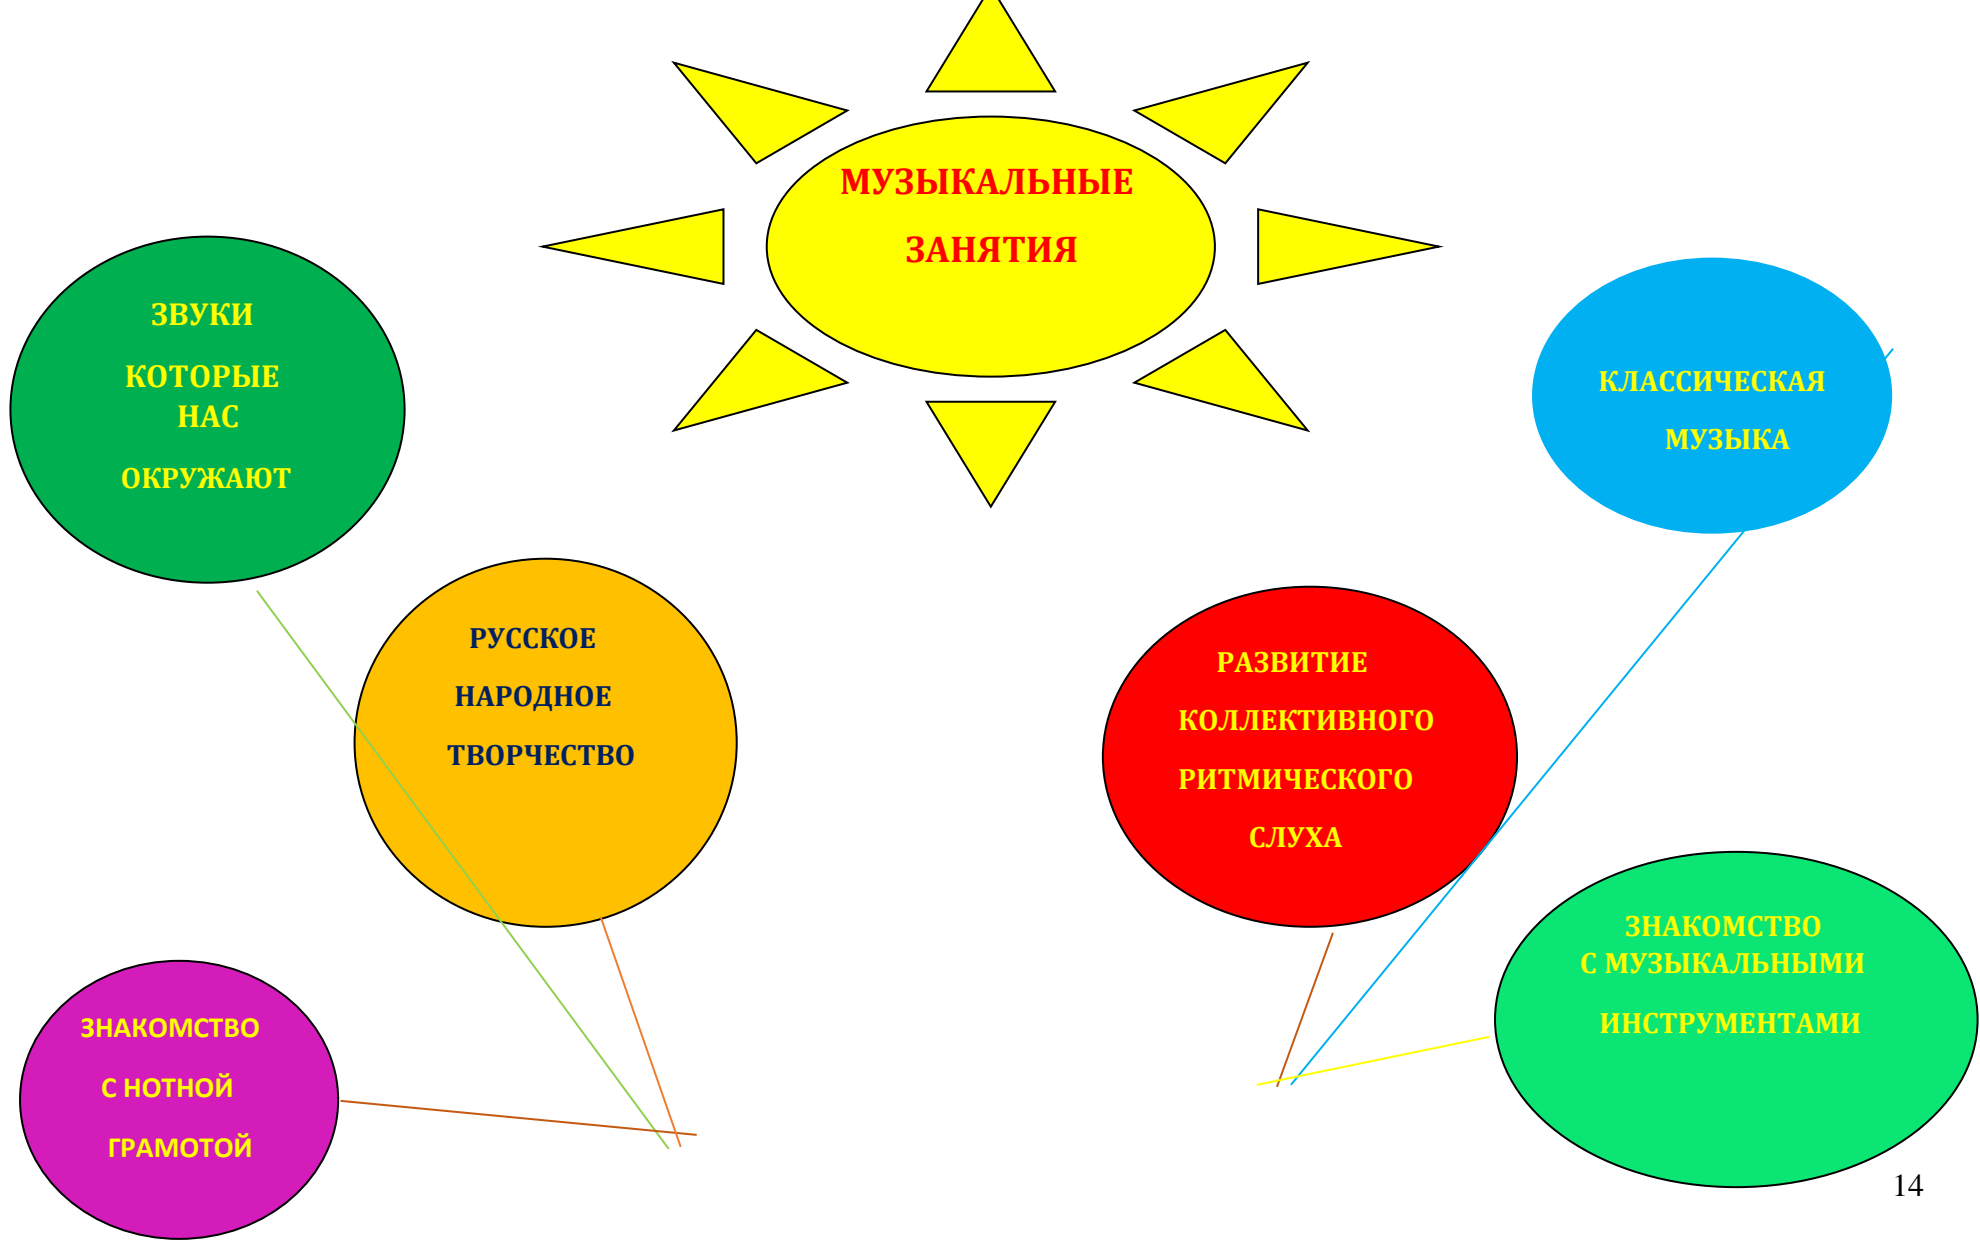 МУЗЫКАЛЬНЫЕ
ЗАНЯТИЯ
ЗВУКИ
КОТОРЫЕ
НАС
ОКРУЖАЮТ
КЛАССИЧЕСКАЯ
МУЗЫКА
РУССКОЕ
НАРОДНОЕ
ТВОРЧЕСТВО
РАЗВИТИЕ
КОЛЛЕКТИВНОГО
РИТМИЧЕСКОГО
СЛУХА
ЗНАКОМСТВО
С НОТНОЙ
ГРАМОТОЙ
ЗНАКОМСТВО
С МУЗЫКАЛЬНЫМИ
ИНСТРУМЕНТАМИ
14